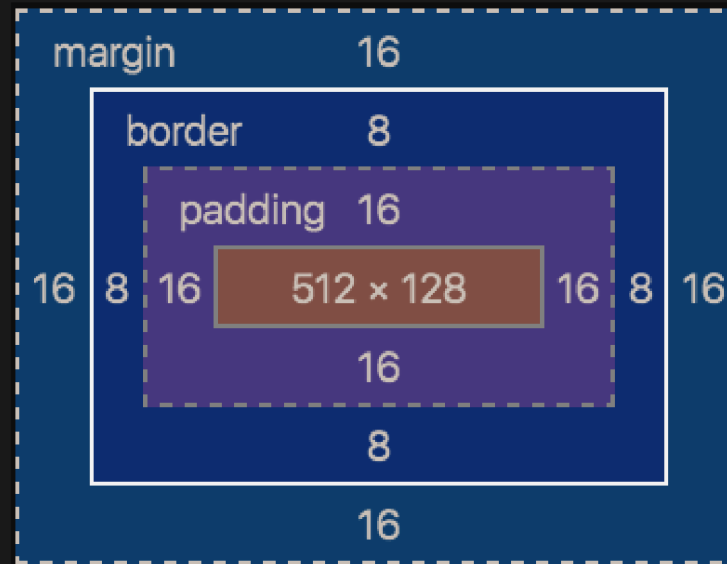 margin 16
border 8
padding 16
16 8 16 512 × 128 16 8 16
16
8
16